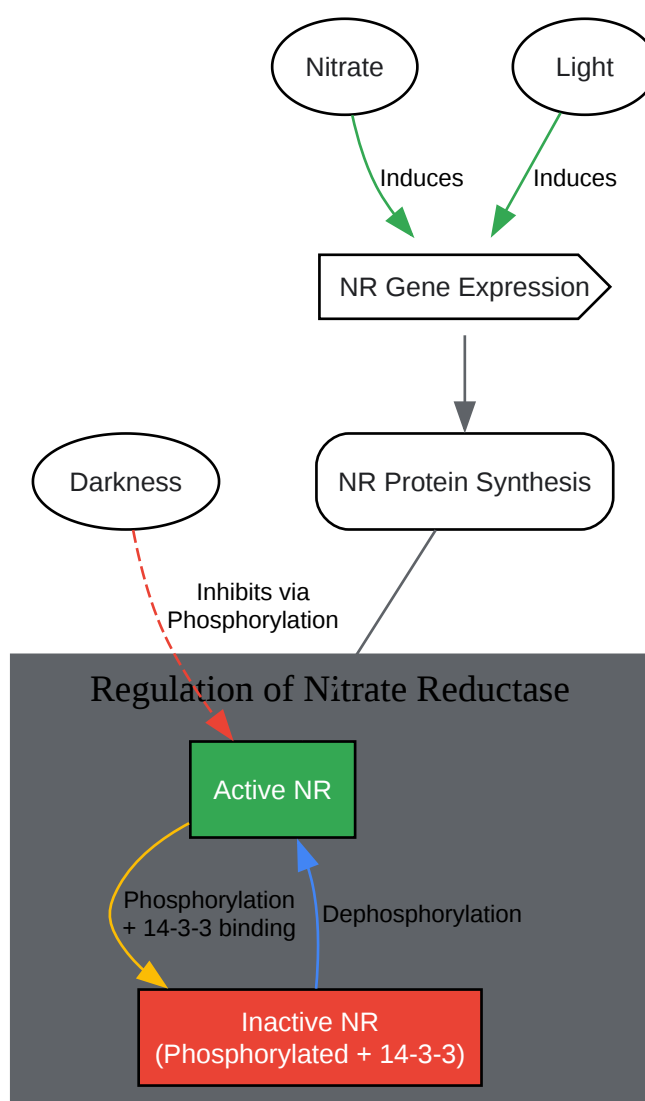 Nitrate
Light
Induces
Induces
NR Gene Expression
Darkness
NR Protein Synthesis
Inhibits via
Phosphorylation
Regulation of Nitrate Reductase
Active NR
Phosphorylation
+ 14-3-3 binding
Dephosphorylation
Inactive NR
(Phosphorylated + 14-3-3)